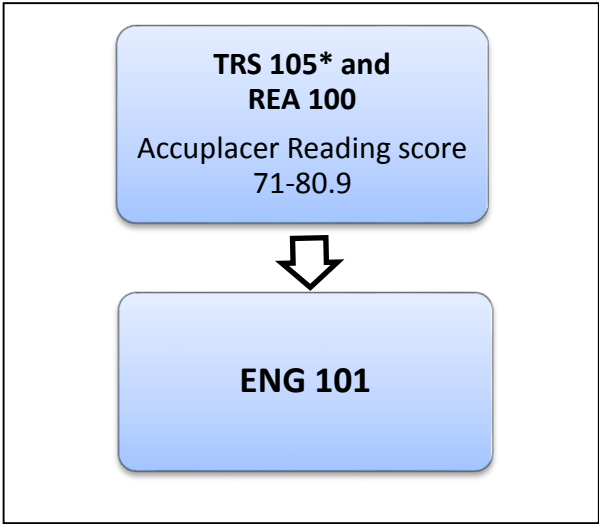 TRS 105* and
REA 100
Accuplacer Reading score
71-80.9
ENG 101